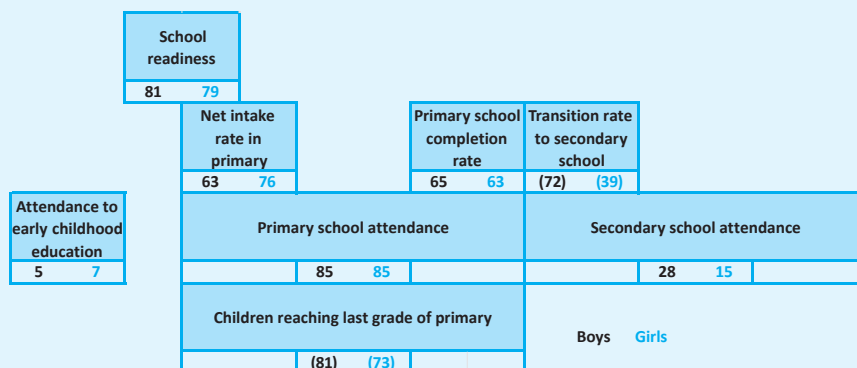 School
readiness
81 79
Net intake
rate in
primary
63 76
Primary school
completion
rate
65 63
Transition rate
to secondary
school
(72) (39)
Attendance to
early childhood
education
5 7
Primary school attendance
85 85
Secondary school attendance
28 15
Children reaching last grade of primary
(81) (73)
Boys Girls